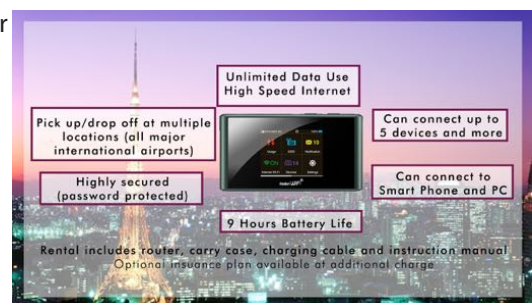 r
Unlimited Data Use
High Speed Internet
Pick up/drop off at multiple
locations (all major
international airports)
Can connect up to
5 devices and more
Highly secured
(password protected)
Can connect to
Smart Phone and PC
9 Hours Battery Life
Rental includes router, carry case, charging cable and instruction manual
Optional insuance plan available at additional charge